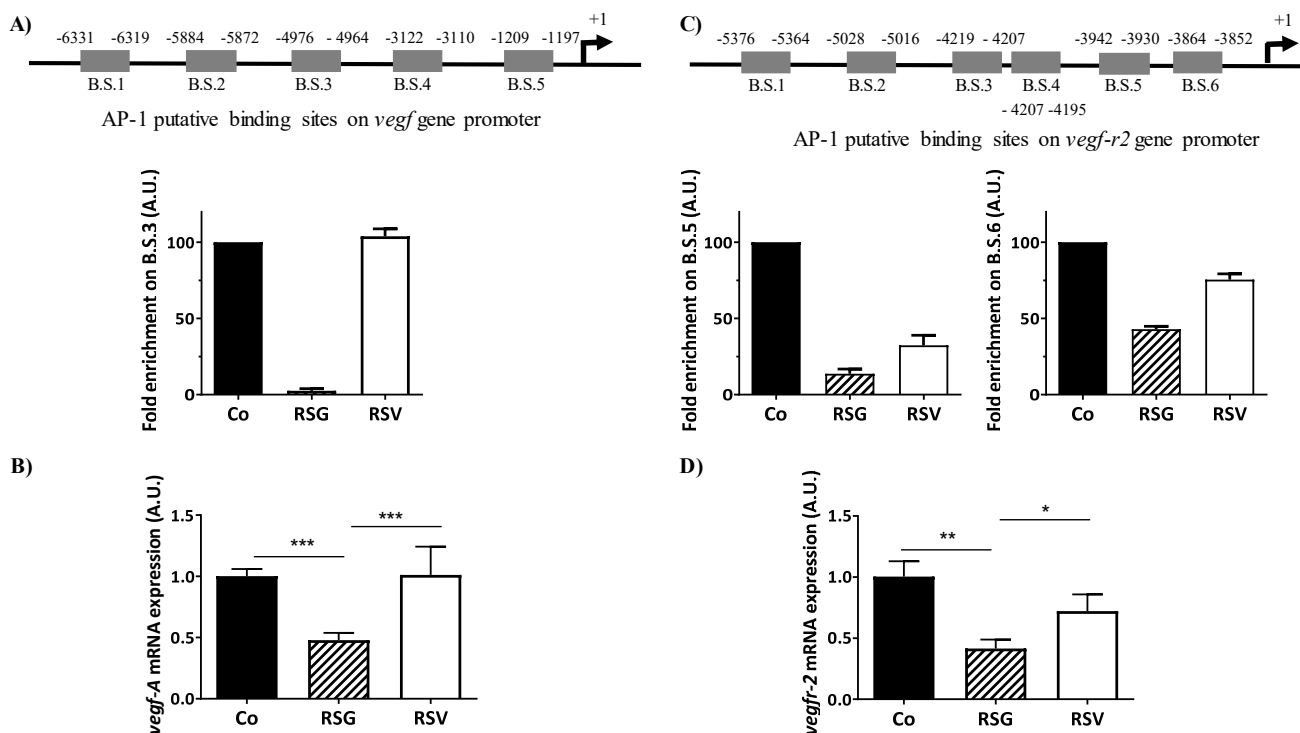 A)
-6331 -6319 -5884 -5872 -4976 -4964 -3122 -3110 -1209 -1197 +1
B.S.1 B.S.2 B.S.3 B.S.4 B.S.5
AP-1 putative binding sites on vegf gene promoter
Fold enrichment on B.S.3 (A.U.)
100
50
0
Co RSG RSV
B)
vegf-A mRNA expression (A.U.)
1.5
1.0
0.5
0.0
*** ***
Co RSG RSV
C)
-5376 -5364 -5028 -5016 -4219 -4207 -3942 -3930 -3864 -3852 +1
B.S.1 B.S.2 B.S.3 B.S.4 B.S.5 B.S.6
- 4207 -4195
AP-1 putative binding sites on vegf-r2 gene promoter
Fold enrichment on B.S.5 (A.U.)
100
50
0
Co RSG RSV
Fold enrichment on B.S.6 (A.U.)
100
50
0
Co RSG RSV
D)
vegfr-2 mRNA expression (A.U.)
1.5
1.0
0.5
0.0
** *
Co RSG RSV